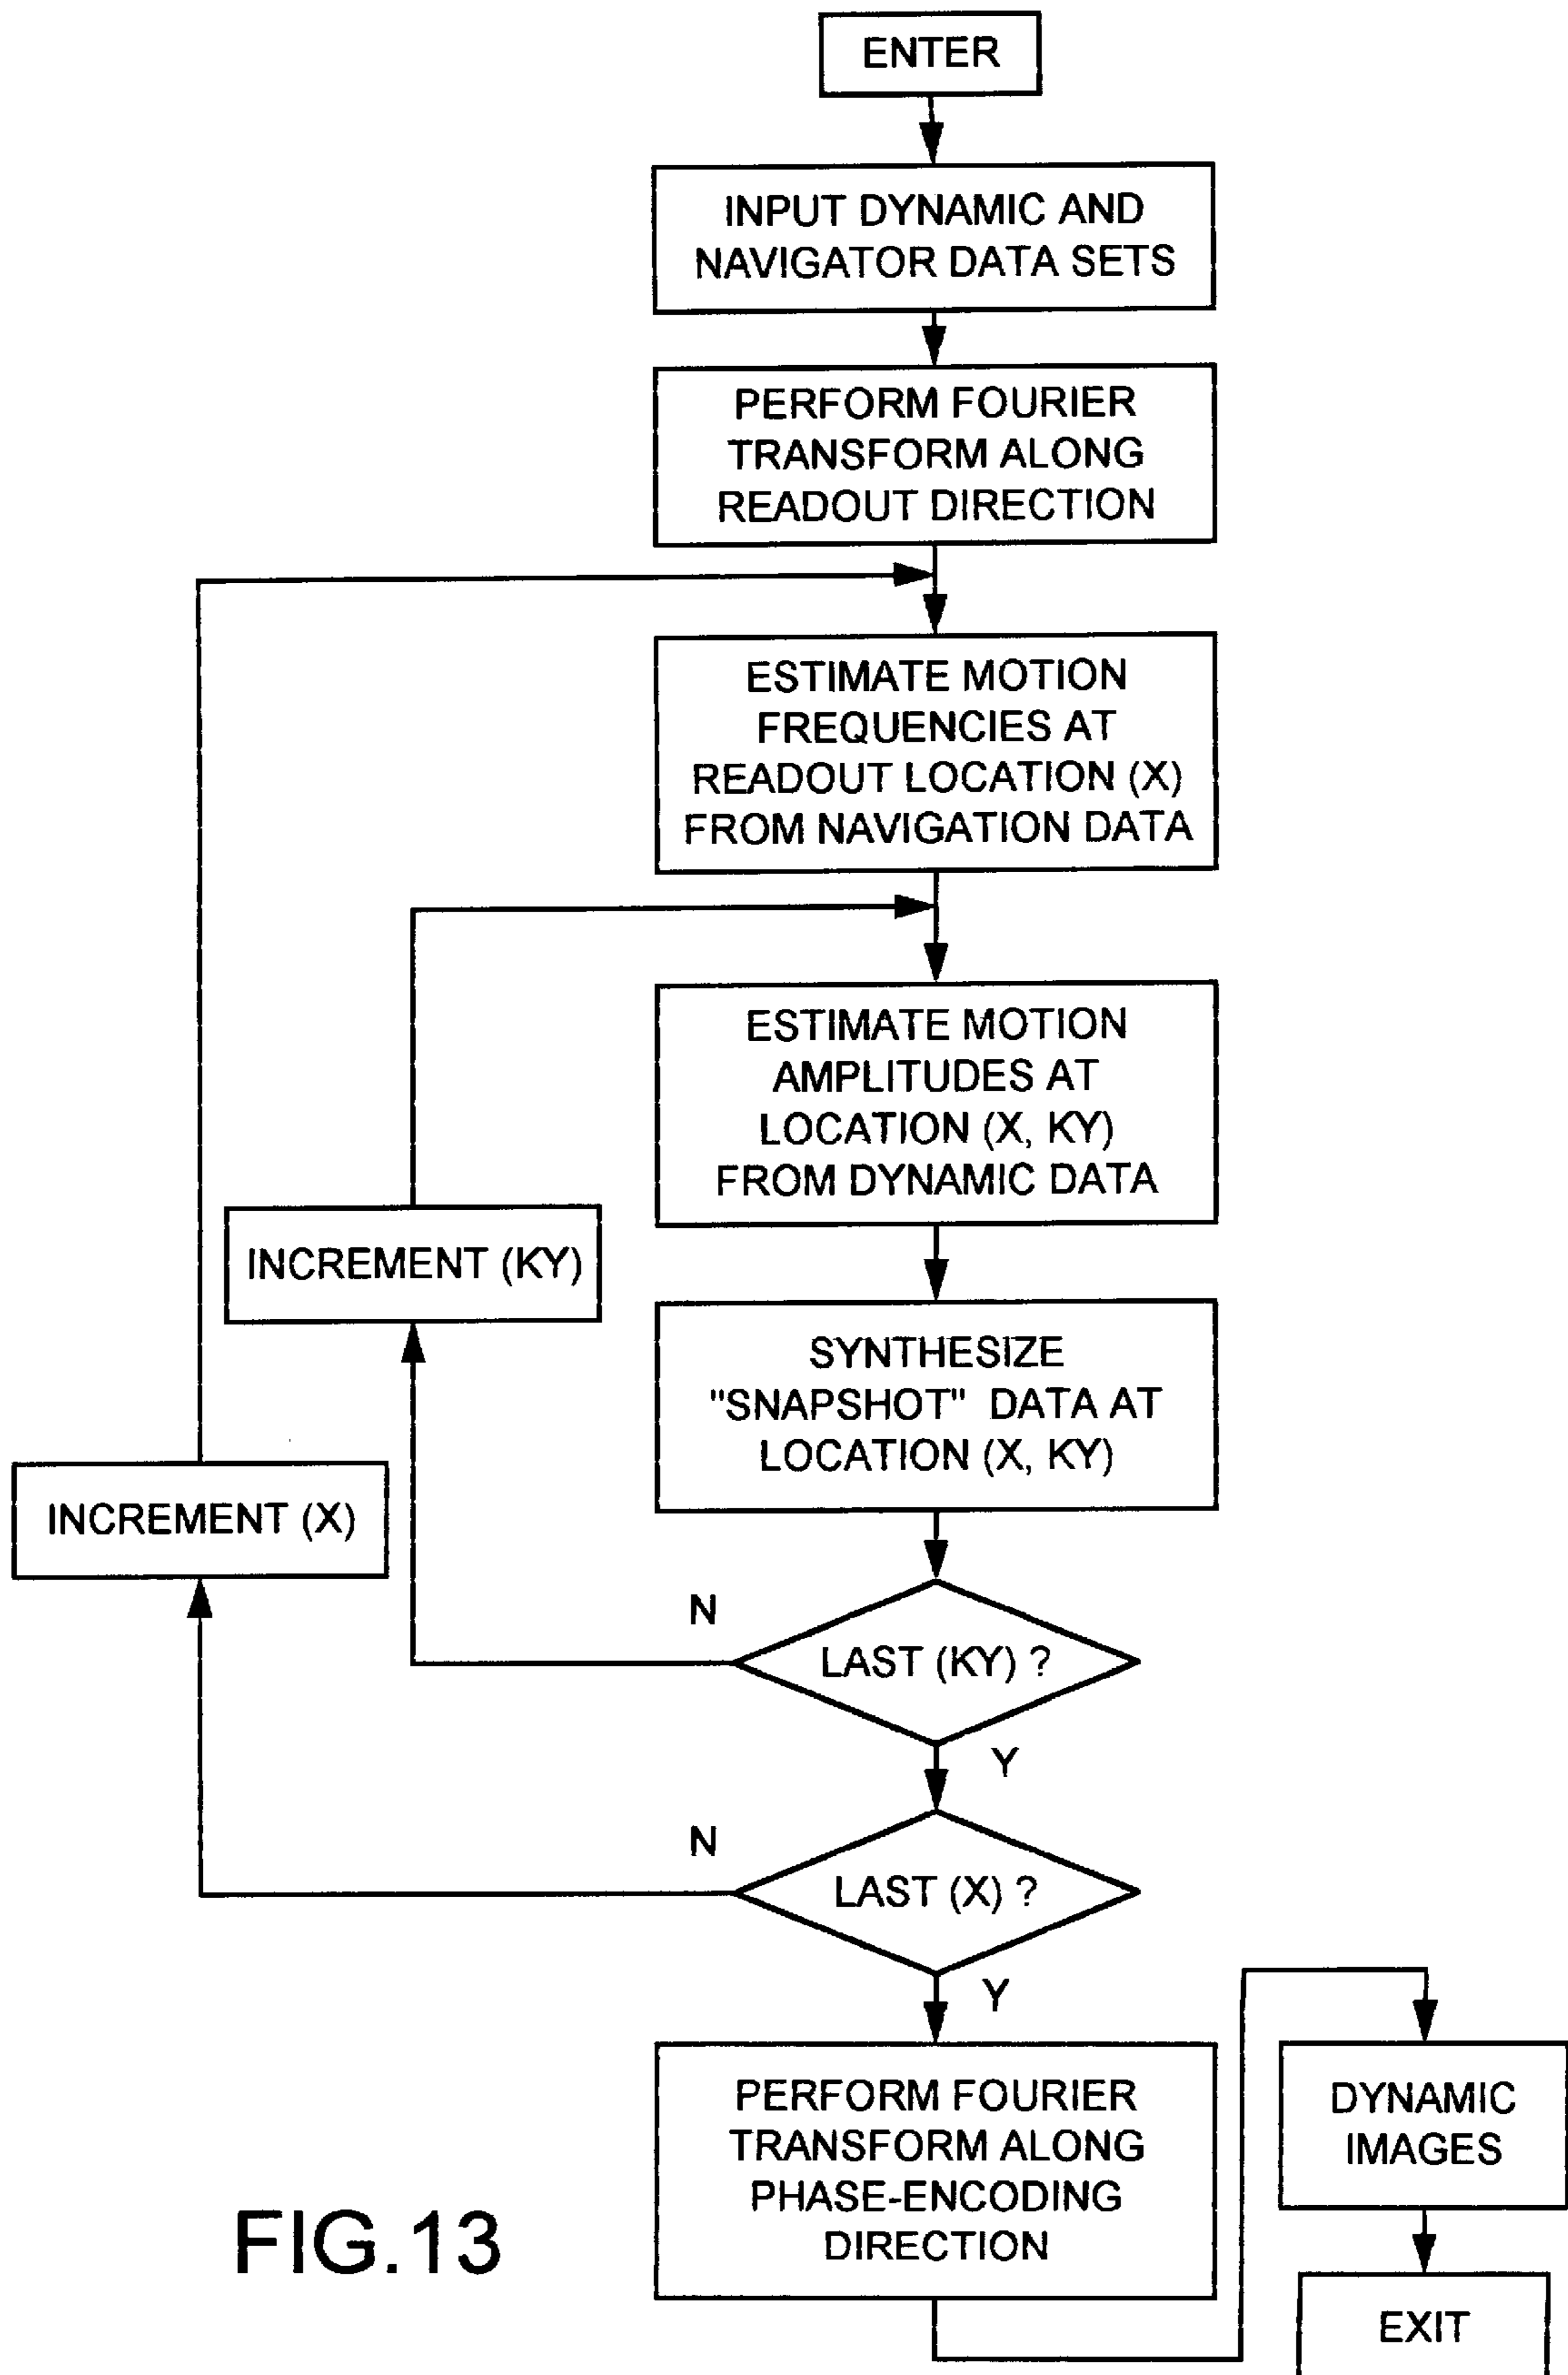 ENTER
INPUT DYNAMIC AND
NAVIGATOR DATA SETS
PERFORM FOURIER
TRANSFORM ALONG
READOUT DIRECTION
ESTIMATE MOTION
FREQUENCIES AT
READOUT LOCATION (X)
FROM NAVIGATION DATA
ESTIMATE MOTION
AMPLITUDES AT
LOCATION (X, KY)
FROM DYNAMIC DATA
INCREMENT (KY)
SYNTHESIZE
"SNAPSHOT" DATA AT
LOCATION (X, KY)
INCREMENT (X)
N
LAST (KY) ?
Y
N
LAST (X) ?
Y
PERFORM FOURIER
TRANSFORM ALONG
PHASE-ENCODING
DIRECTION
DYNAMIC
IMAGES
EXIT
FIG.13